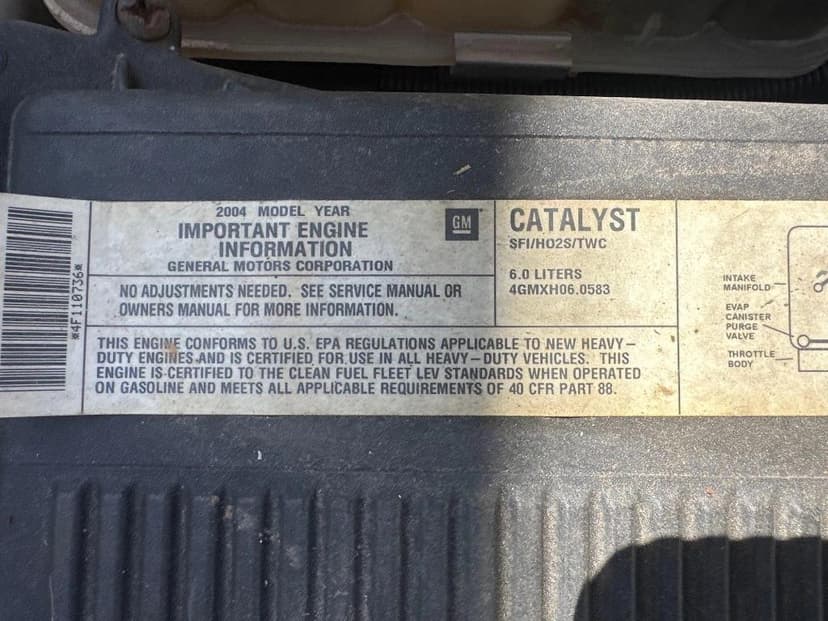 *4F110736*
2004 MODEL YEAR
IMPORTANT ENGINE
INFORMATION
GENERAL MOTORS CORPORATION
GM
NO ADJUSTMENTS NEEDED. SEE SERVICE MANUAL OR
OWNERS MANUAL FOR MORE INFORMATION.
CATALYST
SFI/HO2S/TWC
6.0 LITERS
4GMXH06.0583
THIS ENGINE CONFORMS TO U.S. EPA REGULATIONS APPLICABLE TO NEW HEAVY–
DUTY ENGINES AND IS CERTIFIED FOR USE IN ALL HEAVY–DUTY VEHICLES. THIS
ENGINE IS CERTIFIED TO THE CLEAN FUEL FLEET LEV STANDARDS WHEN OPERATED
ON GASOLINE AND MEETS ALL APPLICABLE REQUIREMENTS OF 40 CFR PART 88.
INTAKE
MANIFOLD
EVAP
CANISTER
PURGE
VALVE
THROTTLE
BODY